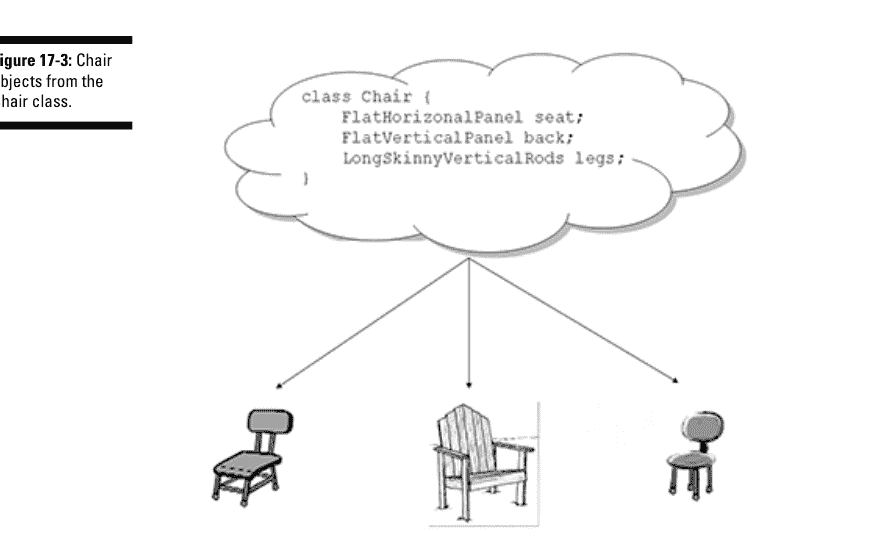 igure 17-3: Chair
bjects from the
hair class.
class Chair {
FlatHorizonalPanel seat;
FlatVerticalPanel back;
LongSkinnyVerticalRods legs;
}